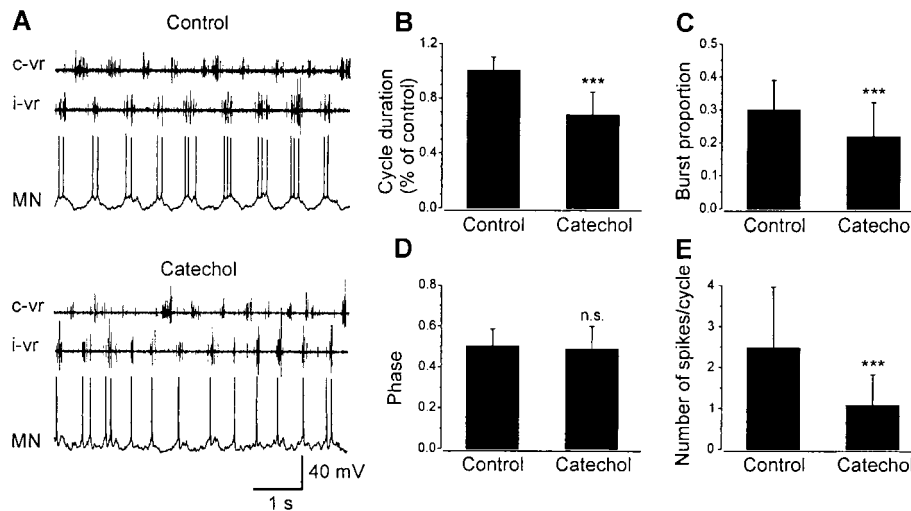 A
Control
c-vr
i-vr
MN
Catechol
c-vr
i-vr
MN
40 mV
1 s
B
Cycle duration
(% of control)
1.2
0.8
0.4
0.0
***
Control
Catechol
C
Burst proportion
0.5
0.4
0.3
0.2
0.1
0.0
***
Control
Catechol
D
Phase
0.8
0.6
0.4
0.2
0.0
n.s.
Control
Catechol
E
Number of spikes/cycle
4
3
2
1
0
***
Control
Catechol